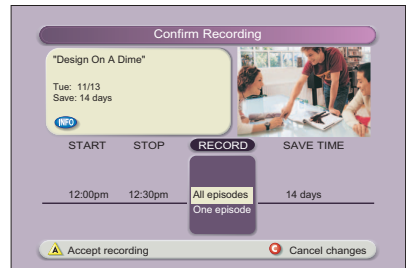 Confirm Recording
"Design On A Dime"
Tue: 11/13
Save: 14 days
INFO
START STOP RECORD SAVE TIME
12:00pm 12:30pm All episodes 14 days
One episode
A Accept recording C Cancel changes